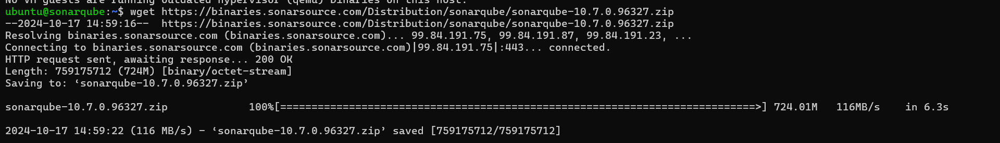 No VM guests are running outdated hypervisor (qemu) binaries on this host.
ubuntu@sonarqube:~$ wget https://binaries.sonarsource.com/Distribution/sonarqube/sonarqube-10.7.0.96327.zip
--2024-10-17 14:59:16--  https://binaries.sonarsource.com/Distribution/sonarqube/sonarqube-10.7.0.96327.zip
Resolving binaries.sonarsource.com (binaries.sonarsource.com)... 99.84.191.75, 99.84.191.87, 99.84.191.23, ...
Connecting to binaries.sonarsource.com (binaries.sonarsource.com)|99.84.191.75|:443... connected.
HTTP request sent, awaiting response... 200 OK
Length: 759175712 (724M) [binary/octet-stream]
Saving to: ‘sonarqube-10.7.0.96327.zip’
sonarqube-10.7.0.96327.zip             100%[============================================================================>] 724.01M   116MB/s    in 6.3s
2024-10-17 14:59:22 (116 MB/s) - ‘sonarqube-10.7.0.96327.zip’ saved [759175712/759175712]